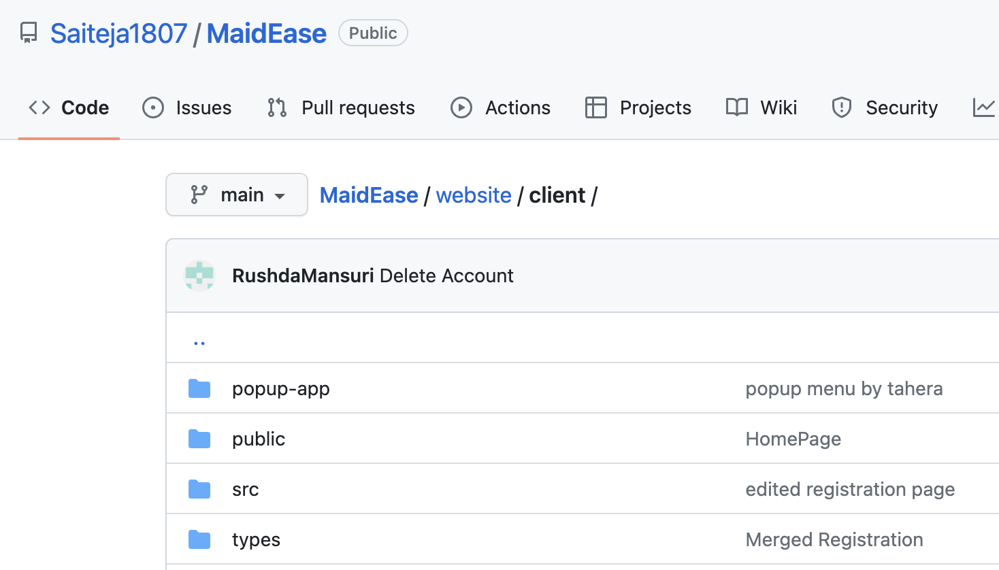 Saiteja1807 / MaidEase Public
Code Issues Pull requests Actions Projects Wiki Security
main MaidEase / website / client /
RushdaMansuri Delete Account
..
popup-app popup menu by tahera
public HomePage
src edited registration page
types Merged Registration